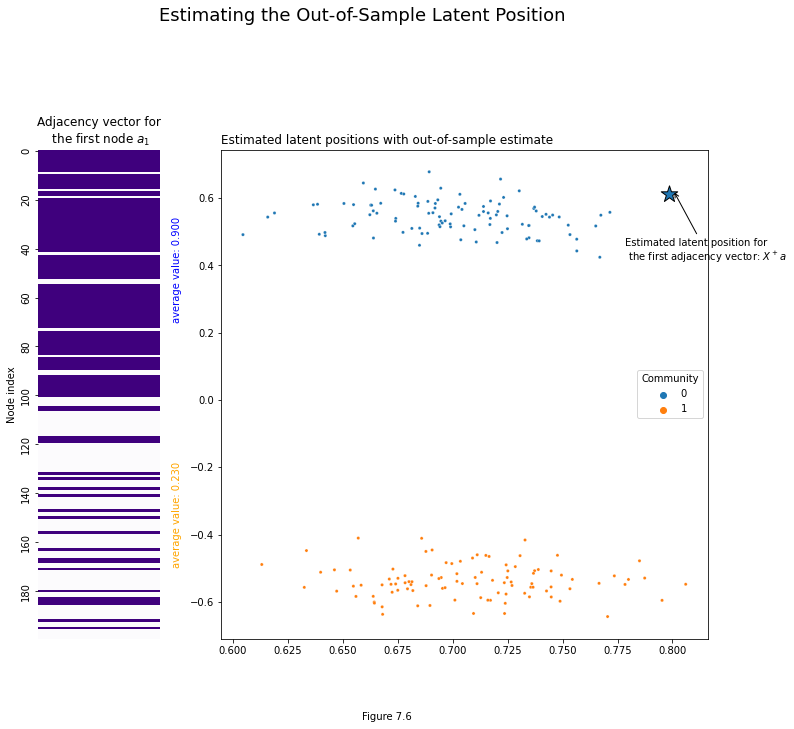 Estimating the Out-of-Sample Latent Position
Adjacency vector for
the first node a₁
Node index
0
20
40
60
80
100
120
140
160
180
average value: 0.900
average value: 0.230
Estimated latent positions with out-of-sample estimate
0.6
0.4
0.2
0.0
−0.2
−0.4
−0.6
Estimated latent position for
the first adjacency vector: X⁺a
Community
0
1
0.600 0.625 0.650 0.675 0.700 0.725 0.750 0.775 0.800
Figure 7.6